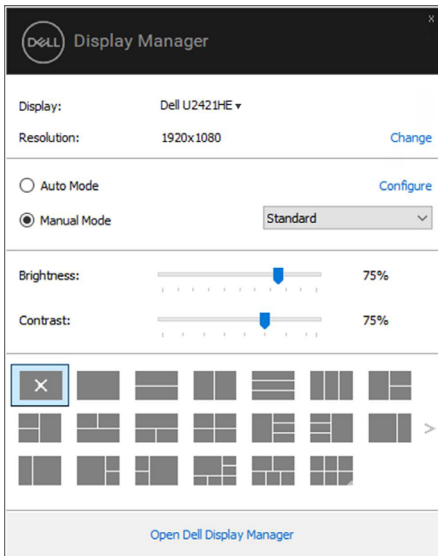 x
DELL Display Manager
Display: Dell U2421HE
Resolution: 1920x1080 Change
Auto Mode Configure
Manual Mode Standard
Brightness: 75%
Contrast: 75%
Open Dell Display Manager